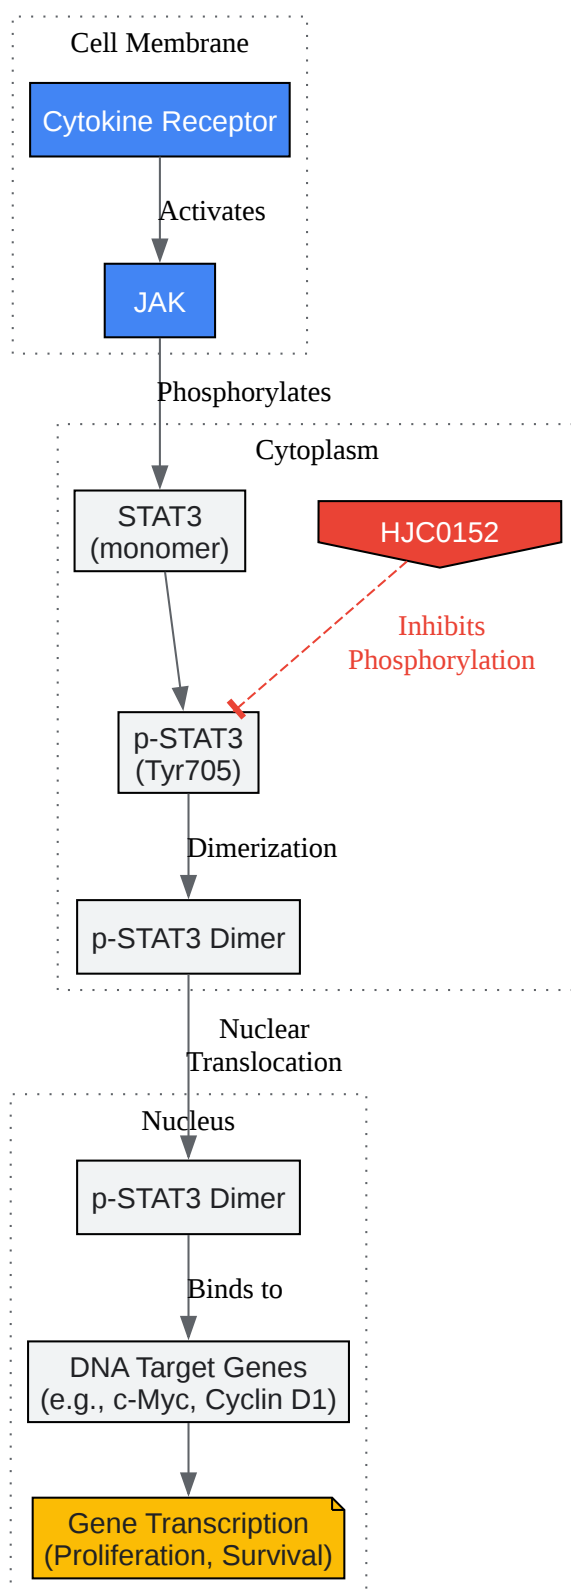 Cell Membrane
Cytokine Receptor
Activates
JAK
Phosphorylates
Cytoplasm
STAT3
(monomer)
HJC0152
Inhibits
Phosphorylation
p-STAT3
(Tyr705)
Dimerization
p-STAT3 Dimer
Nuclear
Translocation
Nucleus
p-STAT3 Dimer
Binds to
DNA Target Genes
(e.g., c-Myc, Cyclin D1)
Gene Transcription
(Proliferation, Survival)